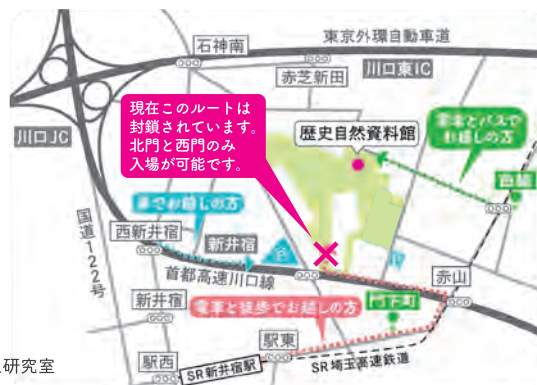 東京外環自動車道
石神南
川口東IC
赤芝新田
現在このルートは
封鎖されています。
北門と西門のみ
入場が可能です。
川口JC
歴史自然資料館
電車とバスで
お越しの方
車でお越しの方
国道122号
西新井宿
新井宿
首都高速川口線
赤山
新井宿
電車と徒歩でお越しの方
駅東
駅西
SR新井宿駅
SR埼玉高速鉄道
研究室